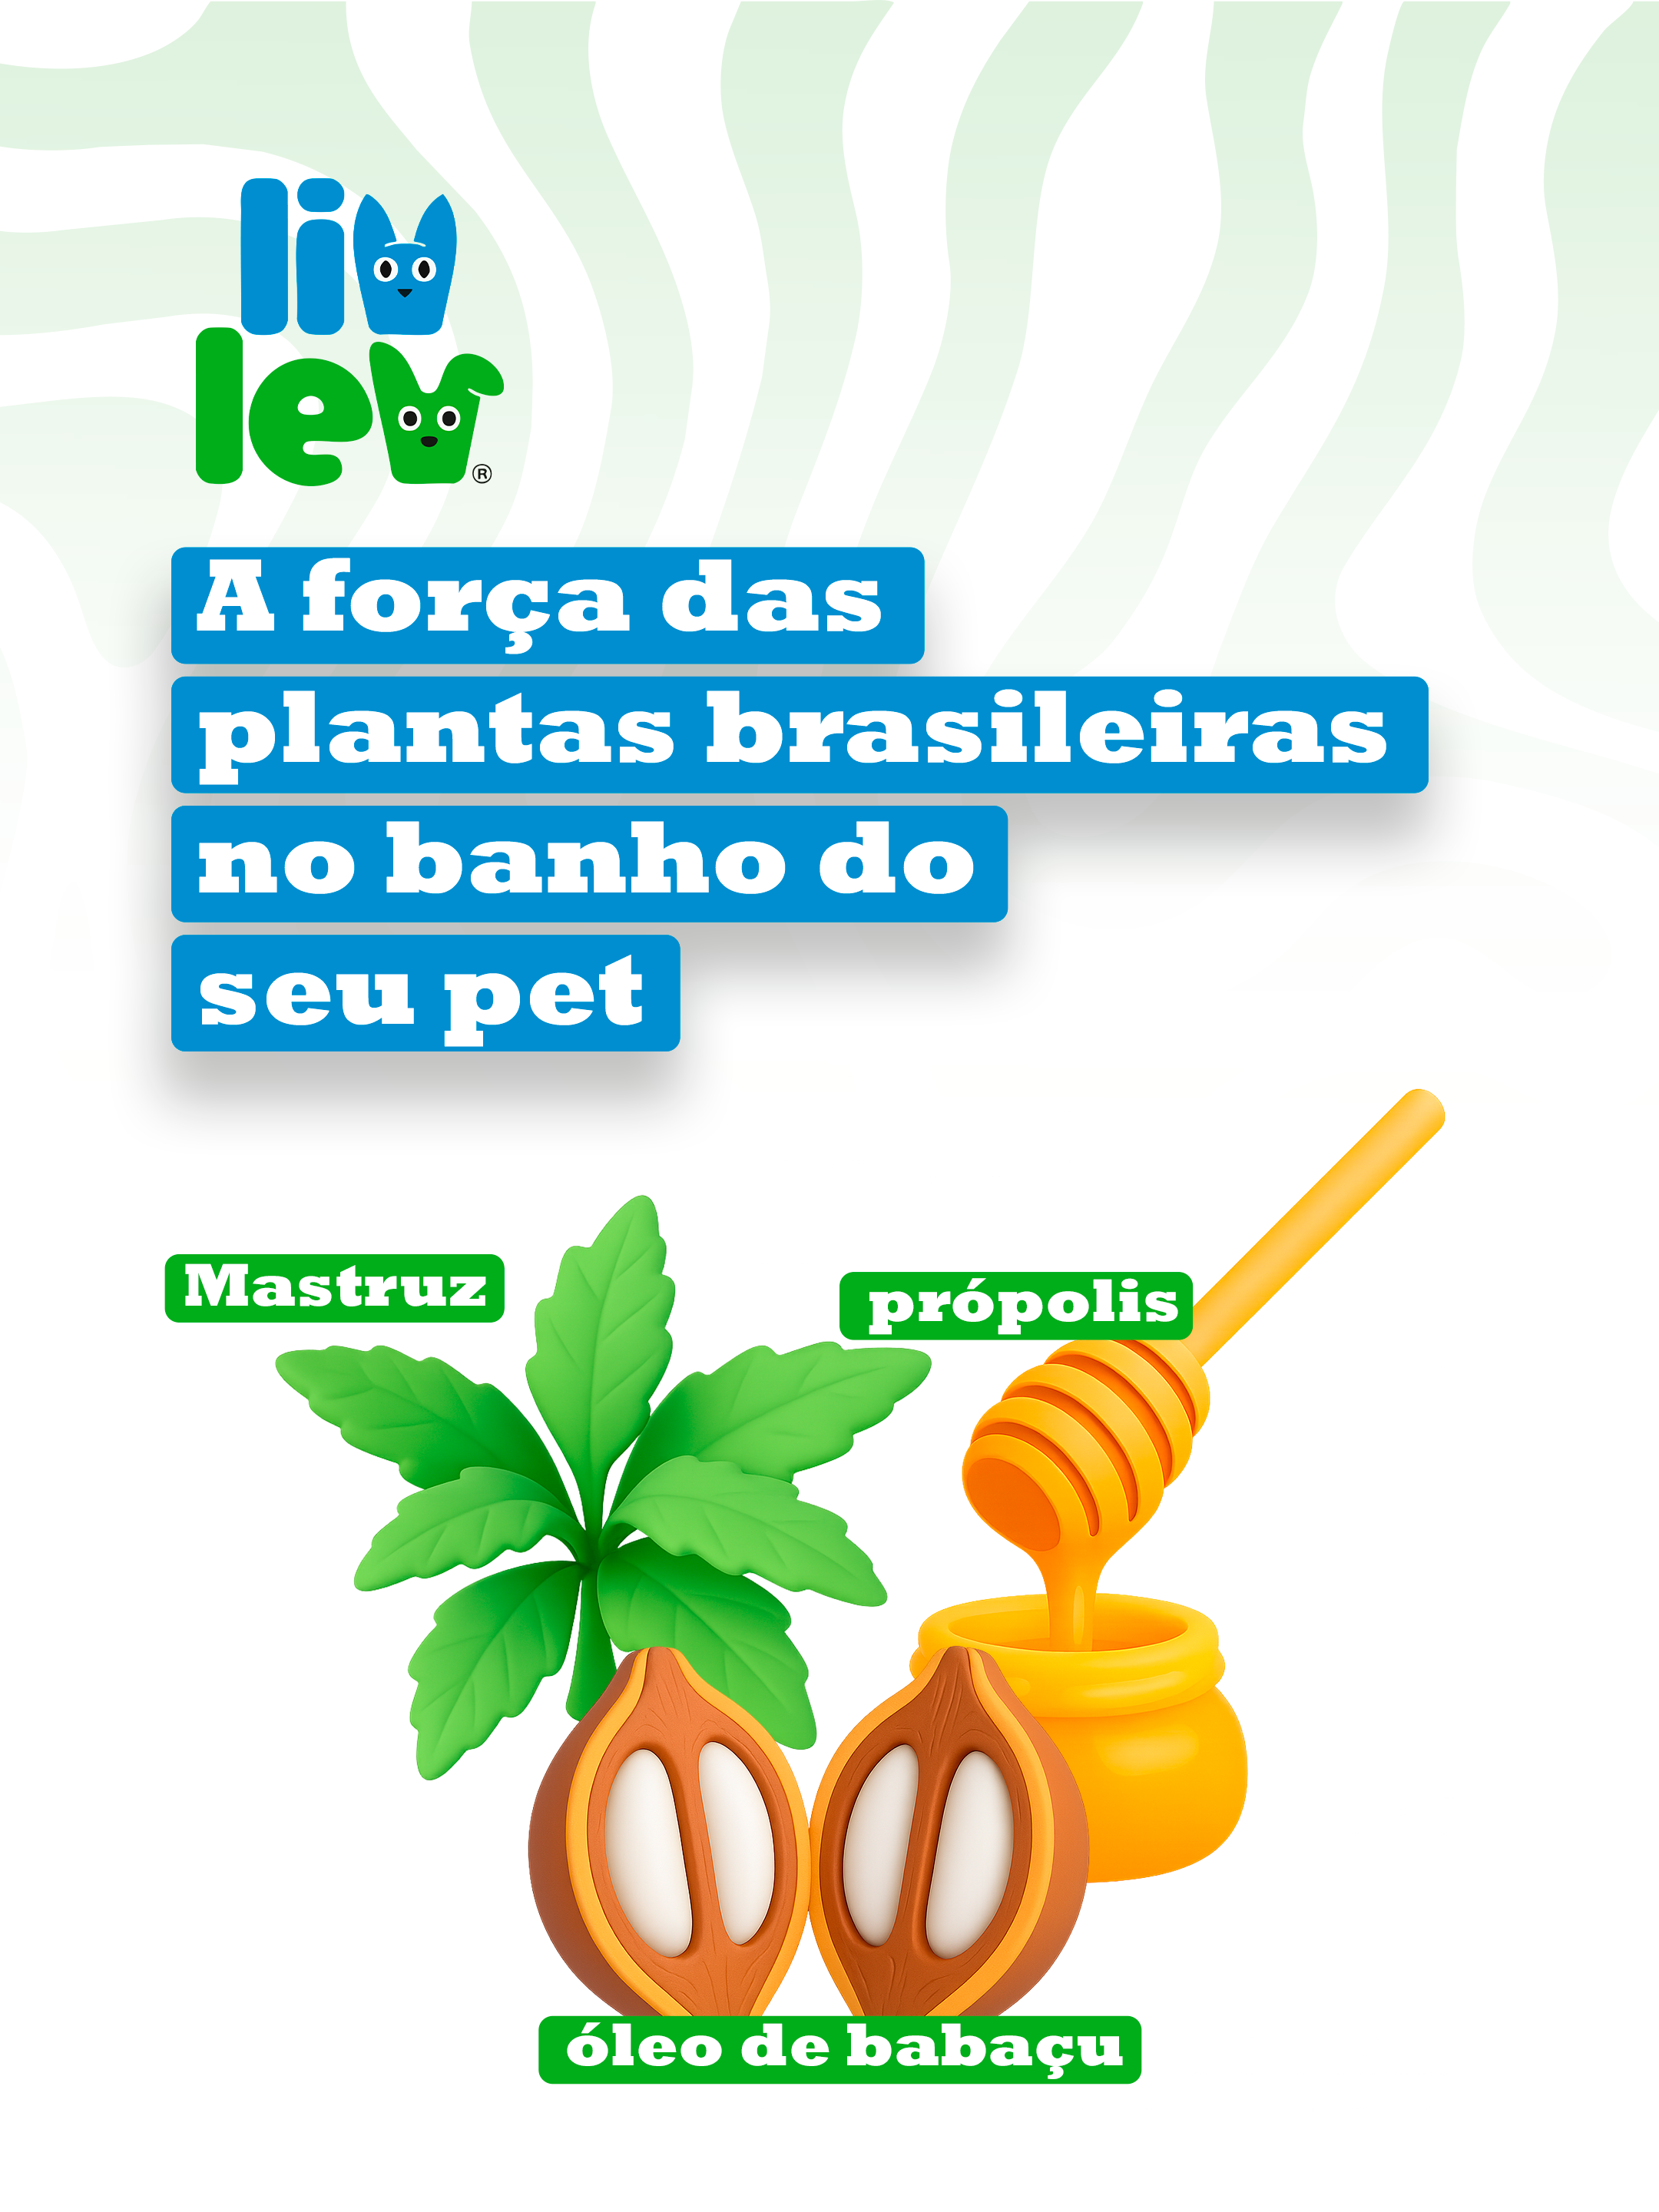 liv
lev
®
A força das
plantas brasileiras
no banho do
seu pet
Mastruz
própolis
óleo de babaçu